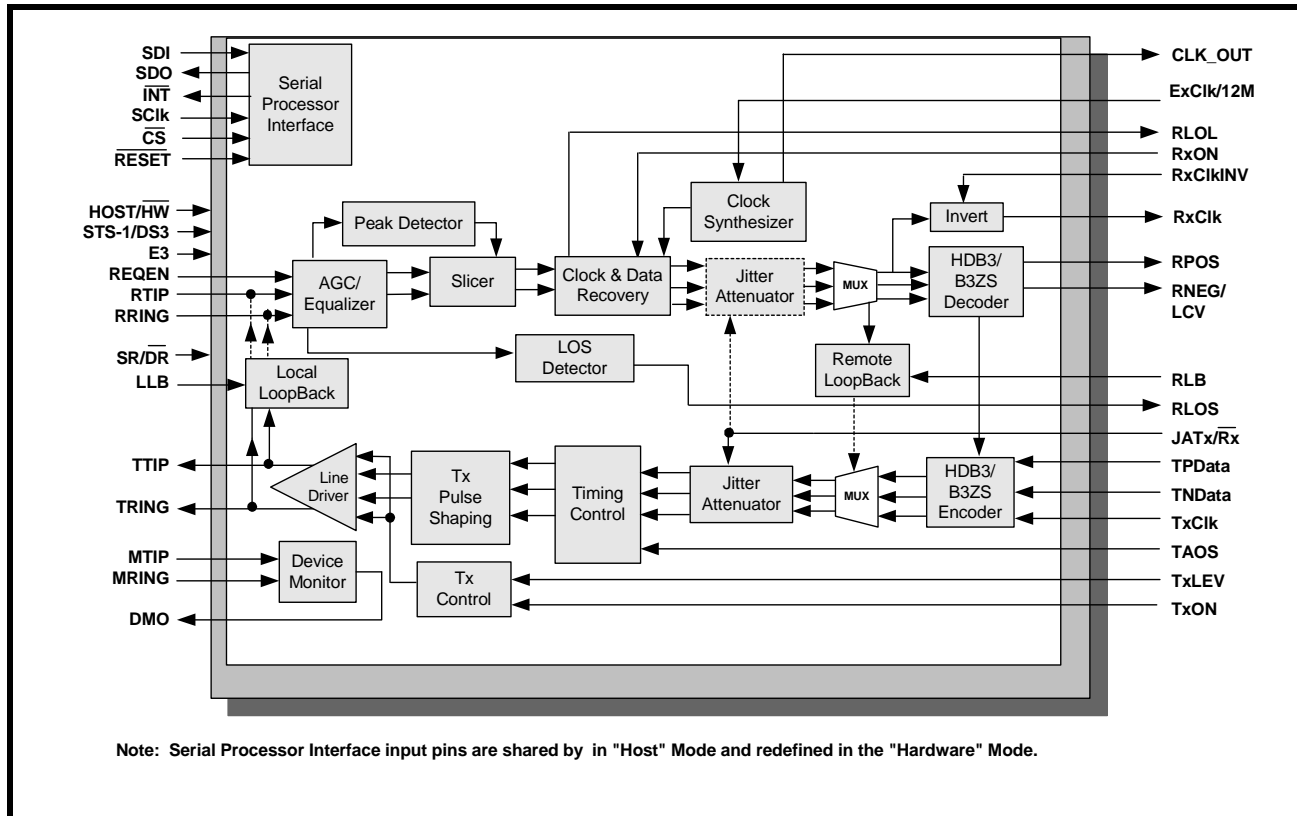 SDI
SDO
INT
SClk
CS
RESET
HOST/HW
STS-1/DS3
E3
REQEN
RTIP
RRING
SR/DR
LLB
TTIP
TRING
MTIP
MRING
DMO
Serial
Processor
Interface
Peak Detector
AGC/
Equalizer
Slicer
Clock & Data
Recovery
Clock
Synthesizer
Jitter
Attenuator
MUX
Invert
HDB3/
B3ZS
Decoder
LOS
Detector
Remote
LoopBack
Local
LoopBack
Line
Driver
Tx
Pulse
Shaping
Timing
Control
Jitter
Attenuator
MUX
HDB3/
B3ZS
Encoder
Device
Monitor
Tx
Control
CLK_OUT
ExClk/12M
RLOL
RxON
RxClkINV
RxClk
RPOS
RNEG/
LCV
RLB
RLOS
JATx/Rx
TPData
TNData
TxClk
TAOS
TxLEV
TxON
Note: Serial Processor Interface input pins are shared by in "Host" Mode and redefined in the "Hardware" Mode.